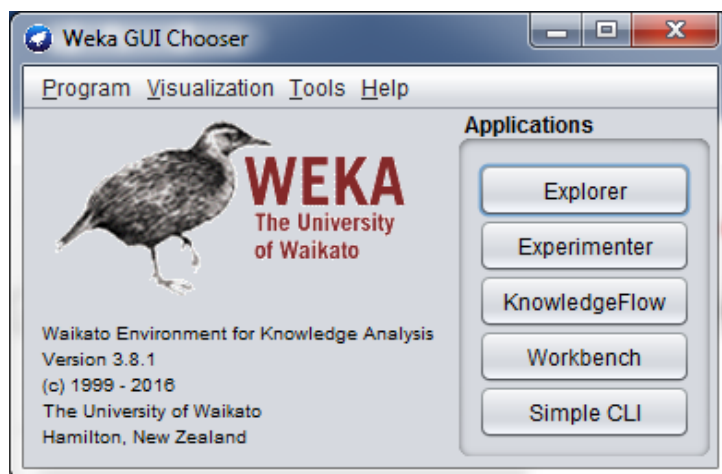 Weka GUI Chooser
Program Visualization Tools Help
WEKA
The University
of Waikato
Waikato Environment for Knowledge Analysis
Version 3.8.1
(c) 1999 - 2016
The University of Waikato
Hamilton, New Zealand
Applications
Explorer
Experimenter
KnowledgeFlow
Workbench
Simple CLI